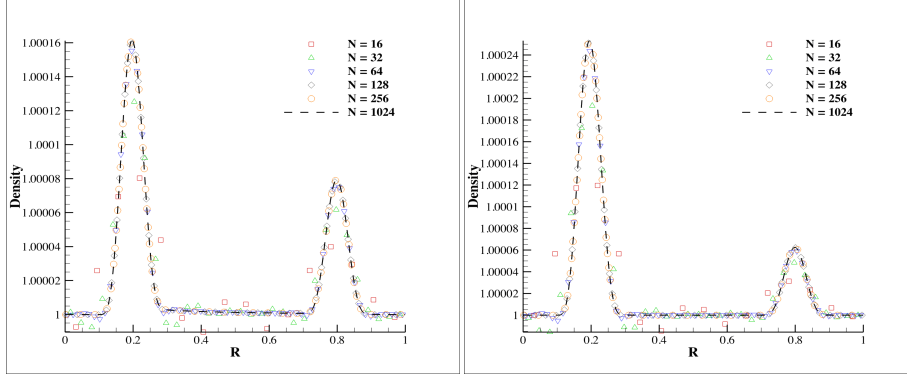 1.00016
1.00014
1.00012
1.0001
1.00008
1.00006
1.00004
1.00002
1
Density
0
0.2
0.4
0.6
0.8
1
R
N = 16
N = 32
N = 64
N = 128
N = 256
N = 1024
1.00024
1.00022
1.0002
1.00018
1.00016
1.00014
1.00012
1.0001
1.00008
1.00006
1.00004
1.00002
1
Density
0
0.2
0.4
0.6
0.8
1
R
N = 16
N = 32
N = 64
N = 128
N = 256
N = 1024